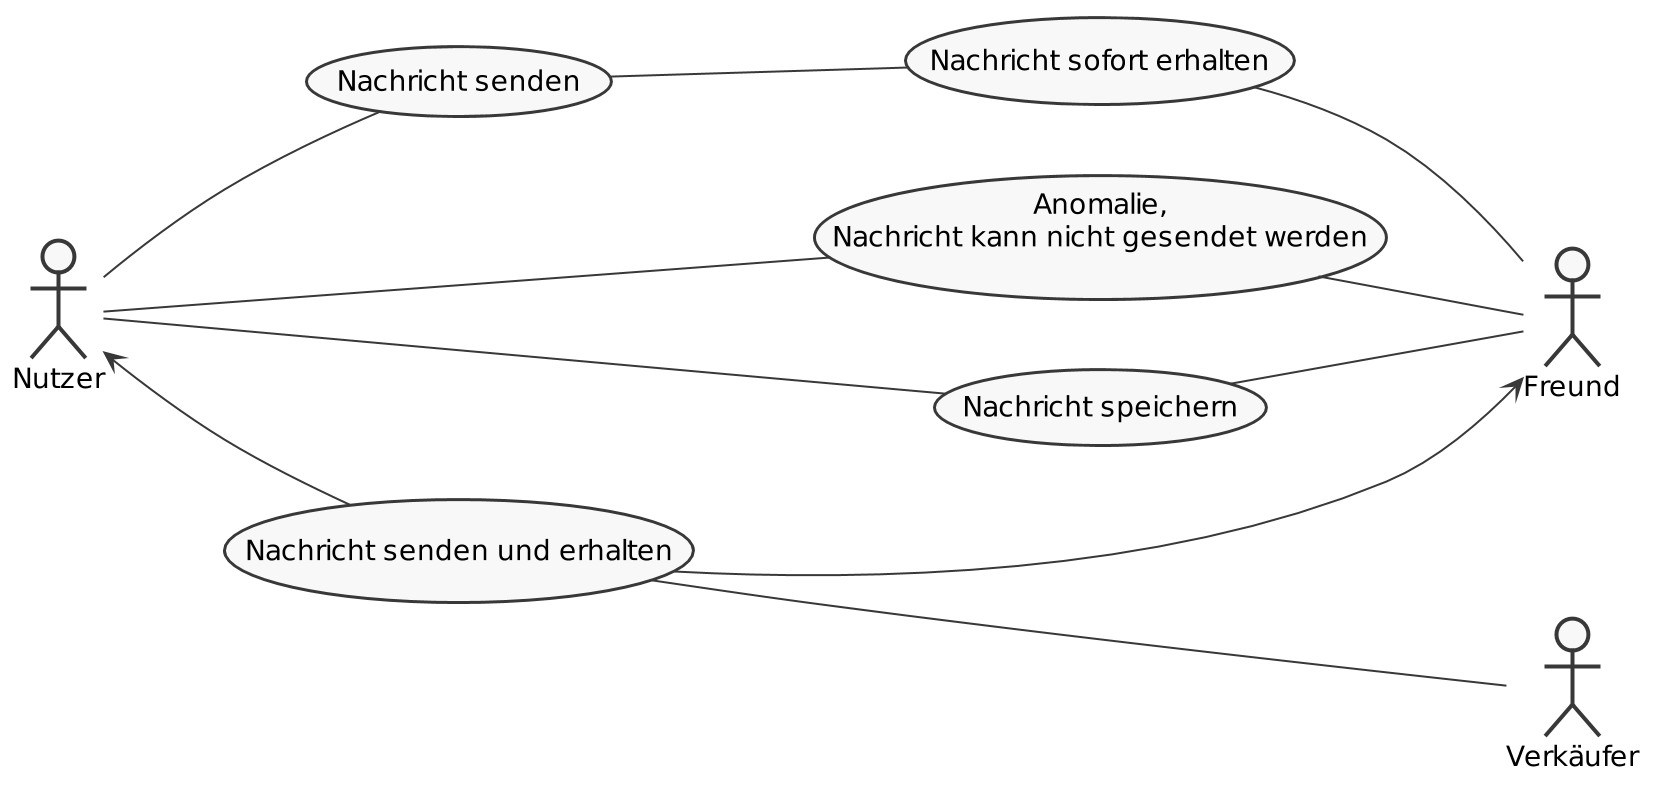 Nachricht senden
Nachricht sofort erhalten
Anomalie,
Nachricht kann nicht gesendet werden
Nutzer
Freund
Nachricht speichern
Nachricht senden und erhalten
Verkäufer